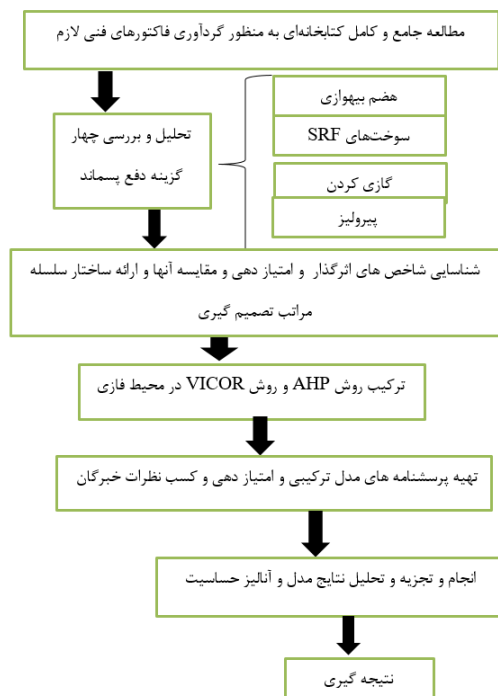 مطالعه جامع و کامل کتابخانه‌ای به منظور گردآوری فاکتورهای فنی لازم
تحلیل و بررسی چهار
گزینه دفع پسماند
هضم بیهوازی
سوخت‌های SRF
گازی کردن
پیرولیز
شناسایی شاخص های اثرگذار و امتیاز دهی و مقایسه آنها و ارائه ساختار سلسله
مراتب تصمیم گیری
ترکیب روش AHP و روش VICOR در محیط فازی
تهیه پرسشنامه های مدل ترکیبی و امتیاز دهی و کسب نظرات خبرگان
انجام و تجزیه و تحلیل نتایج مدل و آنالیز حساسیت
نتیجه گیری